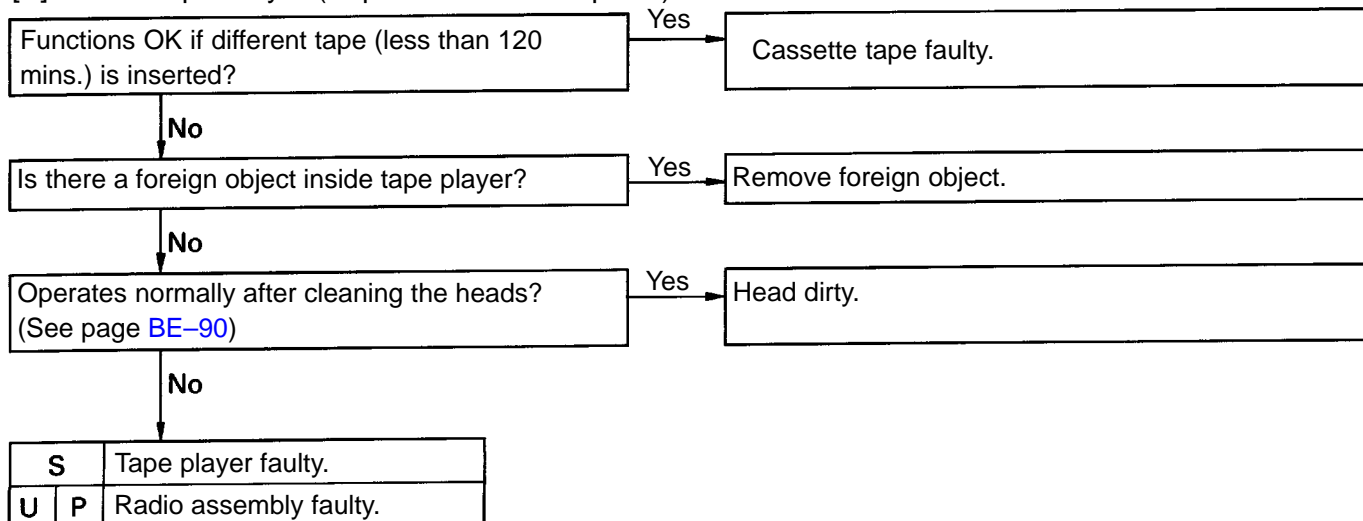 Functions OK if different tape (less than 120
mins.) is inserted?
Yes
Cassette tape faulty.
No
Is there a foreign object inside tape player?
Yes
Remove foreign object.
No
Operates normally after cleaning the heads?
(See page BE–90)
Yes
Head dirty.
No
S Tape player faulty.
U P Radio assembly faulty.